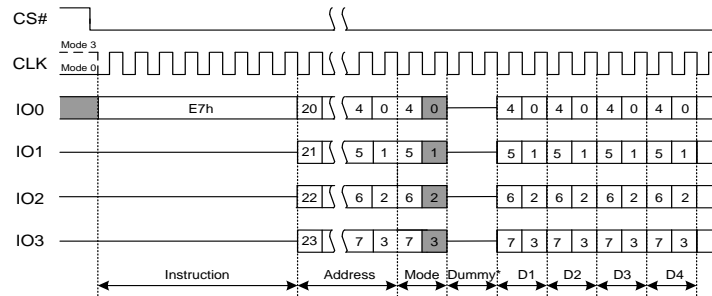 CS#
Mode 3
CLK
Mode 0
IO0 E7h 20 4 0 4 0 4 0 4 0 4 0 4 0
IO1 21 5 1 5 1 5 1 5 1 5 1 5 1
IO2 22 6 2 6 2 6 2 6 2 6 2 6 2
IO3 23 7 3 7 3 7 3 7 3 7 3 7 3
Instruction Address Mode Dummy* D1 D2 D3 D4